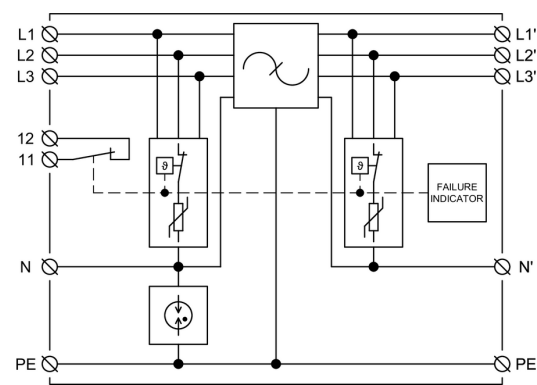 L1 L1'
L2 L2'
L3 L3'
12
11
ϑ ϑ
FAILURE
INDICATOR
N N'
PE PE